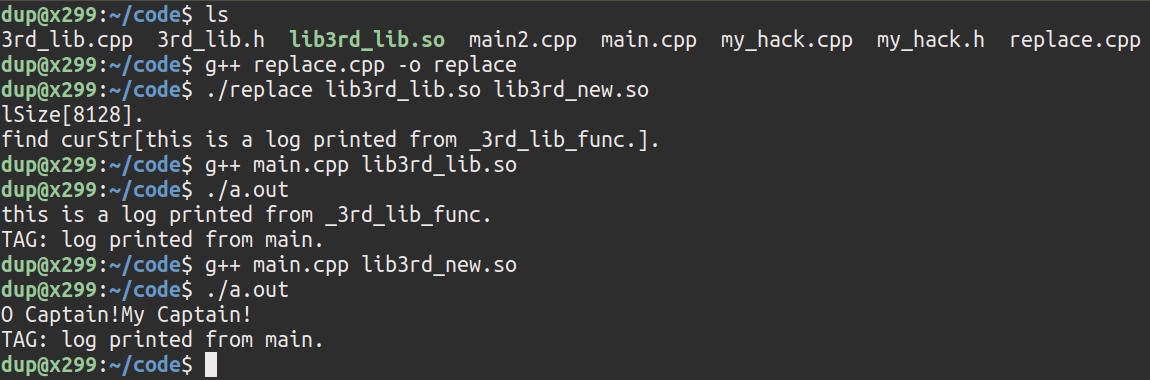 dup@x299:~/code$ ls
3rd_lib.cpp  3rd_lib.h  lib3rd_lib.so  main2.cpp  main.cpp  my_hack.cpp  my_hack.h  replace.cpp
dup@x299:~/code$ g++ replace.cpp -o replace
dup@x299:~/code$ ./replace lib3rd_lib.so lib3rd_new.so
lSize[8128].
find curStr[this is a log printed from _3rd_lib_func.].
dup@x299:~/code$ g++ main.cpp lib3rd_lib.so
dup@x299:~/code$ ./a.out
this is a log printed from _3rd_lib_func.
TAG: log printed from main.
dup@x299:~/code$ g++ main.cpp lib3rd_new.so
dup@x299:~/code$ ./a.out
O Captain!My Captain!
TAG: log printed from main.
dup@x299:~/code$